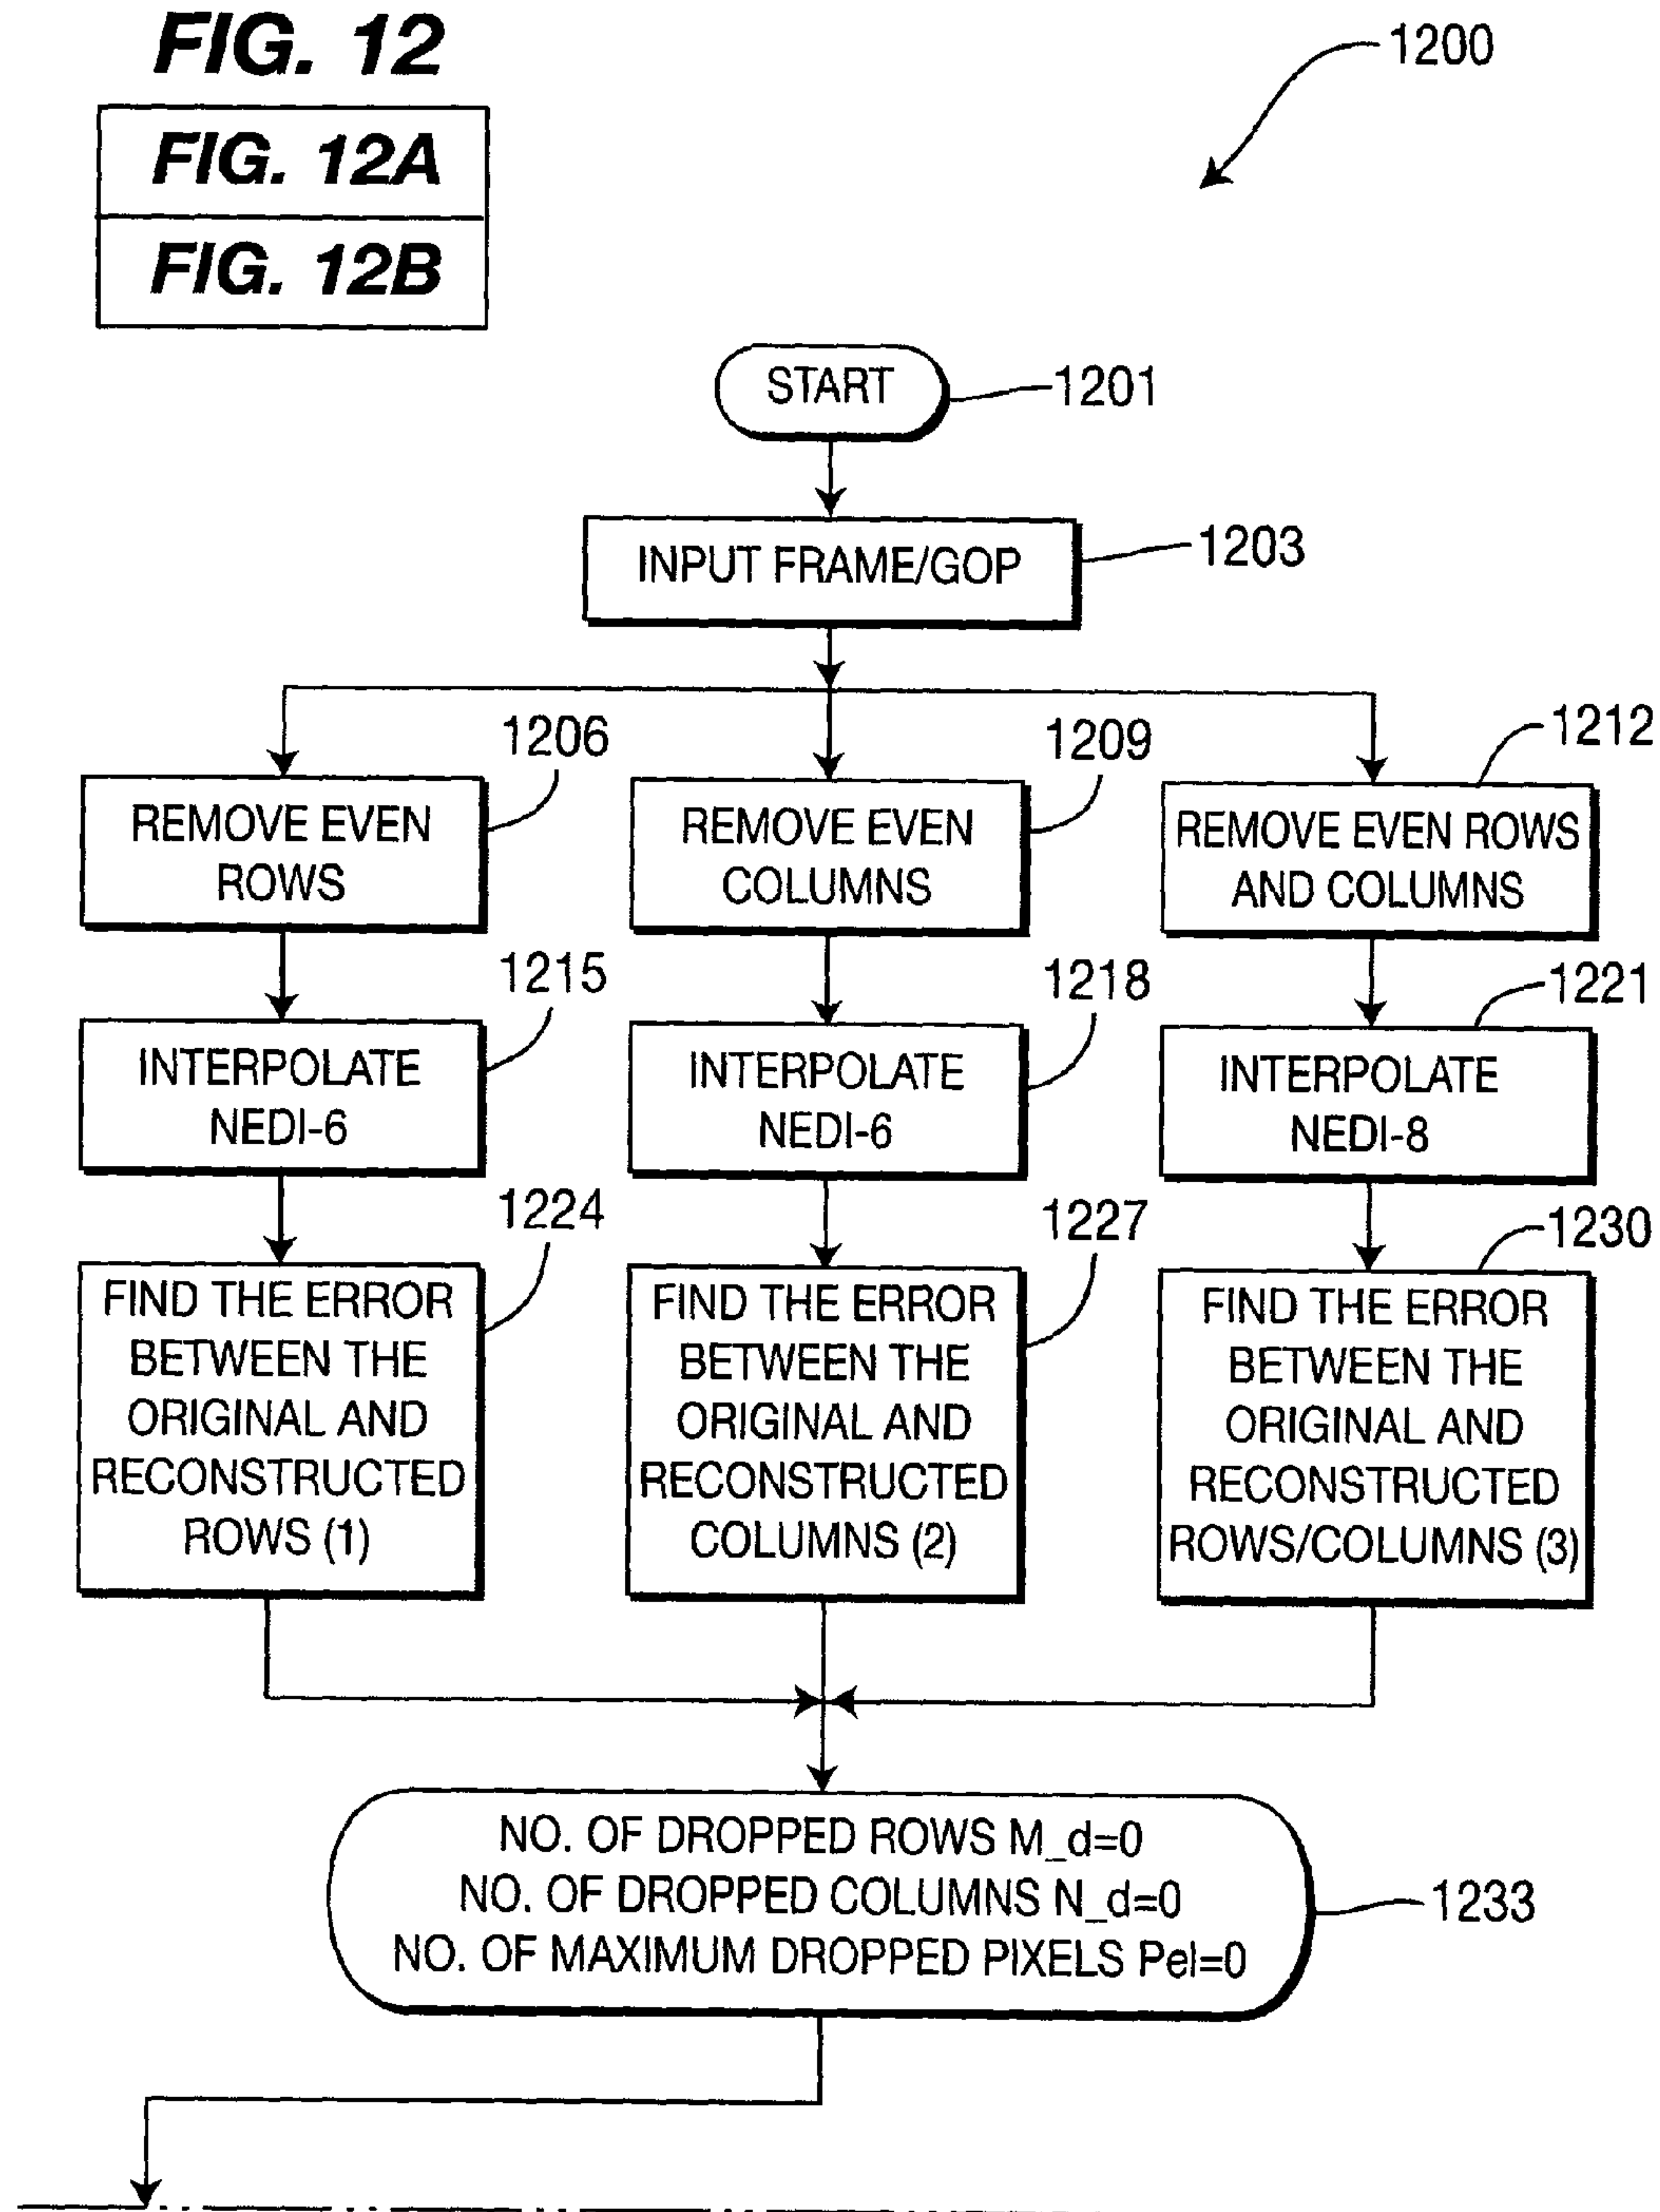 FIG. 12
FIG. 12A
FIG. 12B
1200
START
1201
INPUT FRAME/GOP
1203
1206
1209
1212
REMOVE EVEN
ROWS
REMOVE EVEN
COLUMNS
REMOVE EVEN ROWS
AND COLUMNS
1215
1218
1221
INTERPOLATE
NEDI-6
INTERPOLATE
NEDI-6
INTERPOLATE
NEDI-8
1224
1227
1230
FIND THE ERROR
BETWEEN THE
ORIGINAL AND
RECONSTRUCTED
ROWS (1)
FIND THE ERROR
BETWEEN THE
ORIGINAL AND
RECONSTRUCTED
COLUMNS (2)
FIND THE ERROR
BETWEEN THE
ORIGINAL AND
RECONSTRUCTED
ROWS/COLUMNS (3)
NO. OF DROPPED ROWS M_d=0
NO. OF DROPPED COLUMNS N_d=0
NO. OF MAXIMUM DROPPED PIXELS Pel=0
1233